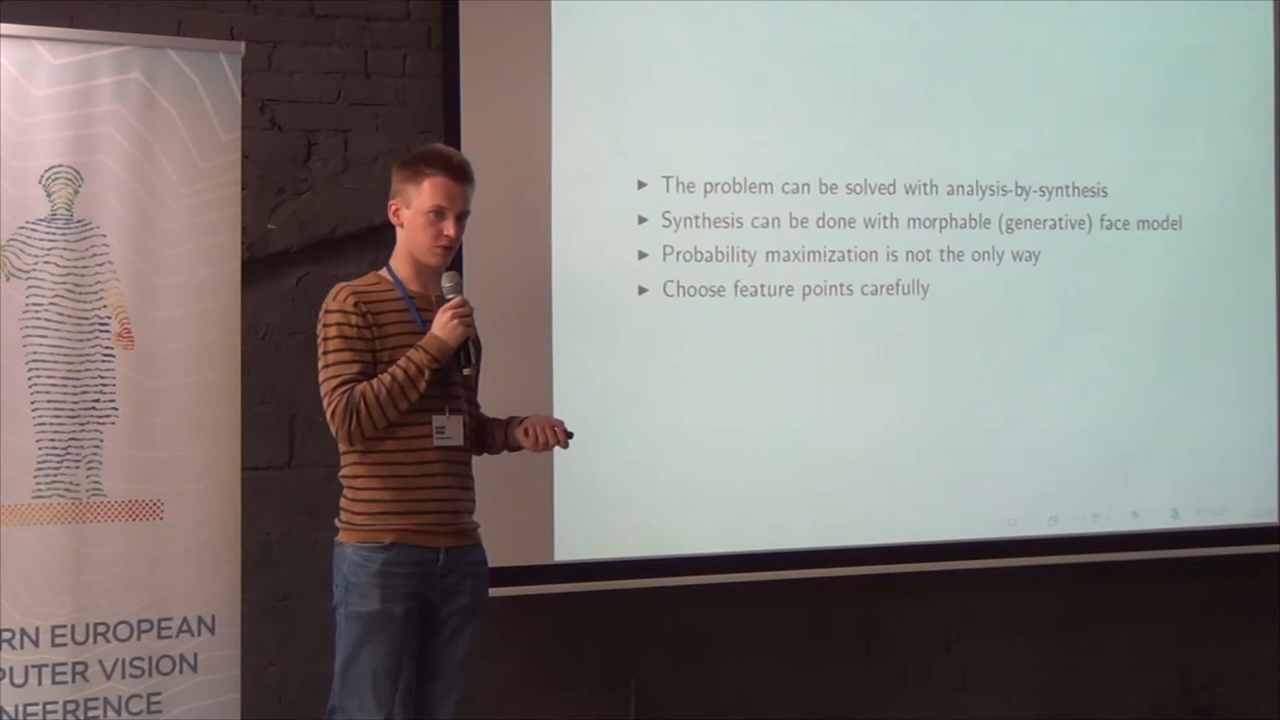 The problem can be solved with analysis-by-synthesis
Synthesis can be done with morphable (generative) face model
Probability maximization is not the only way
Choose feature points carefully
RN EUROPEAN
PUTER VISION
NFERENCE